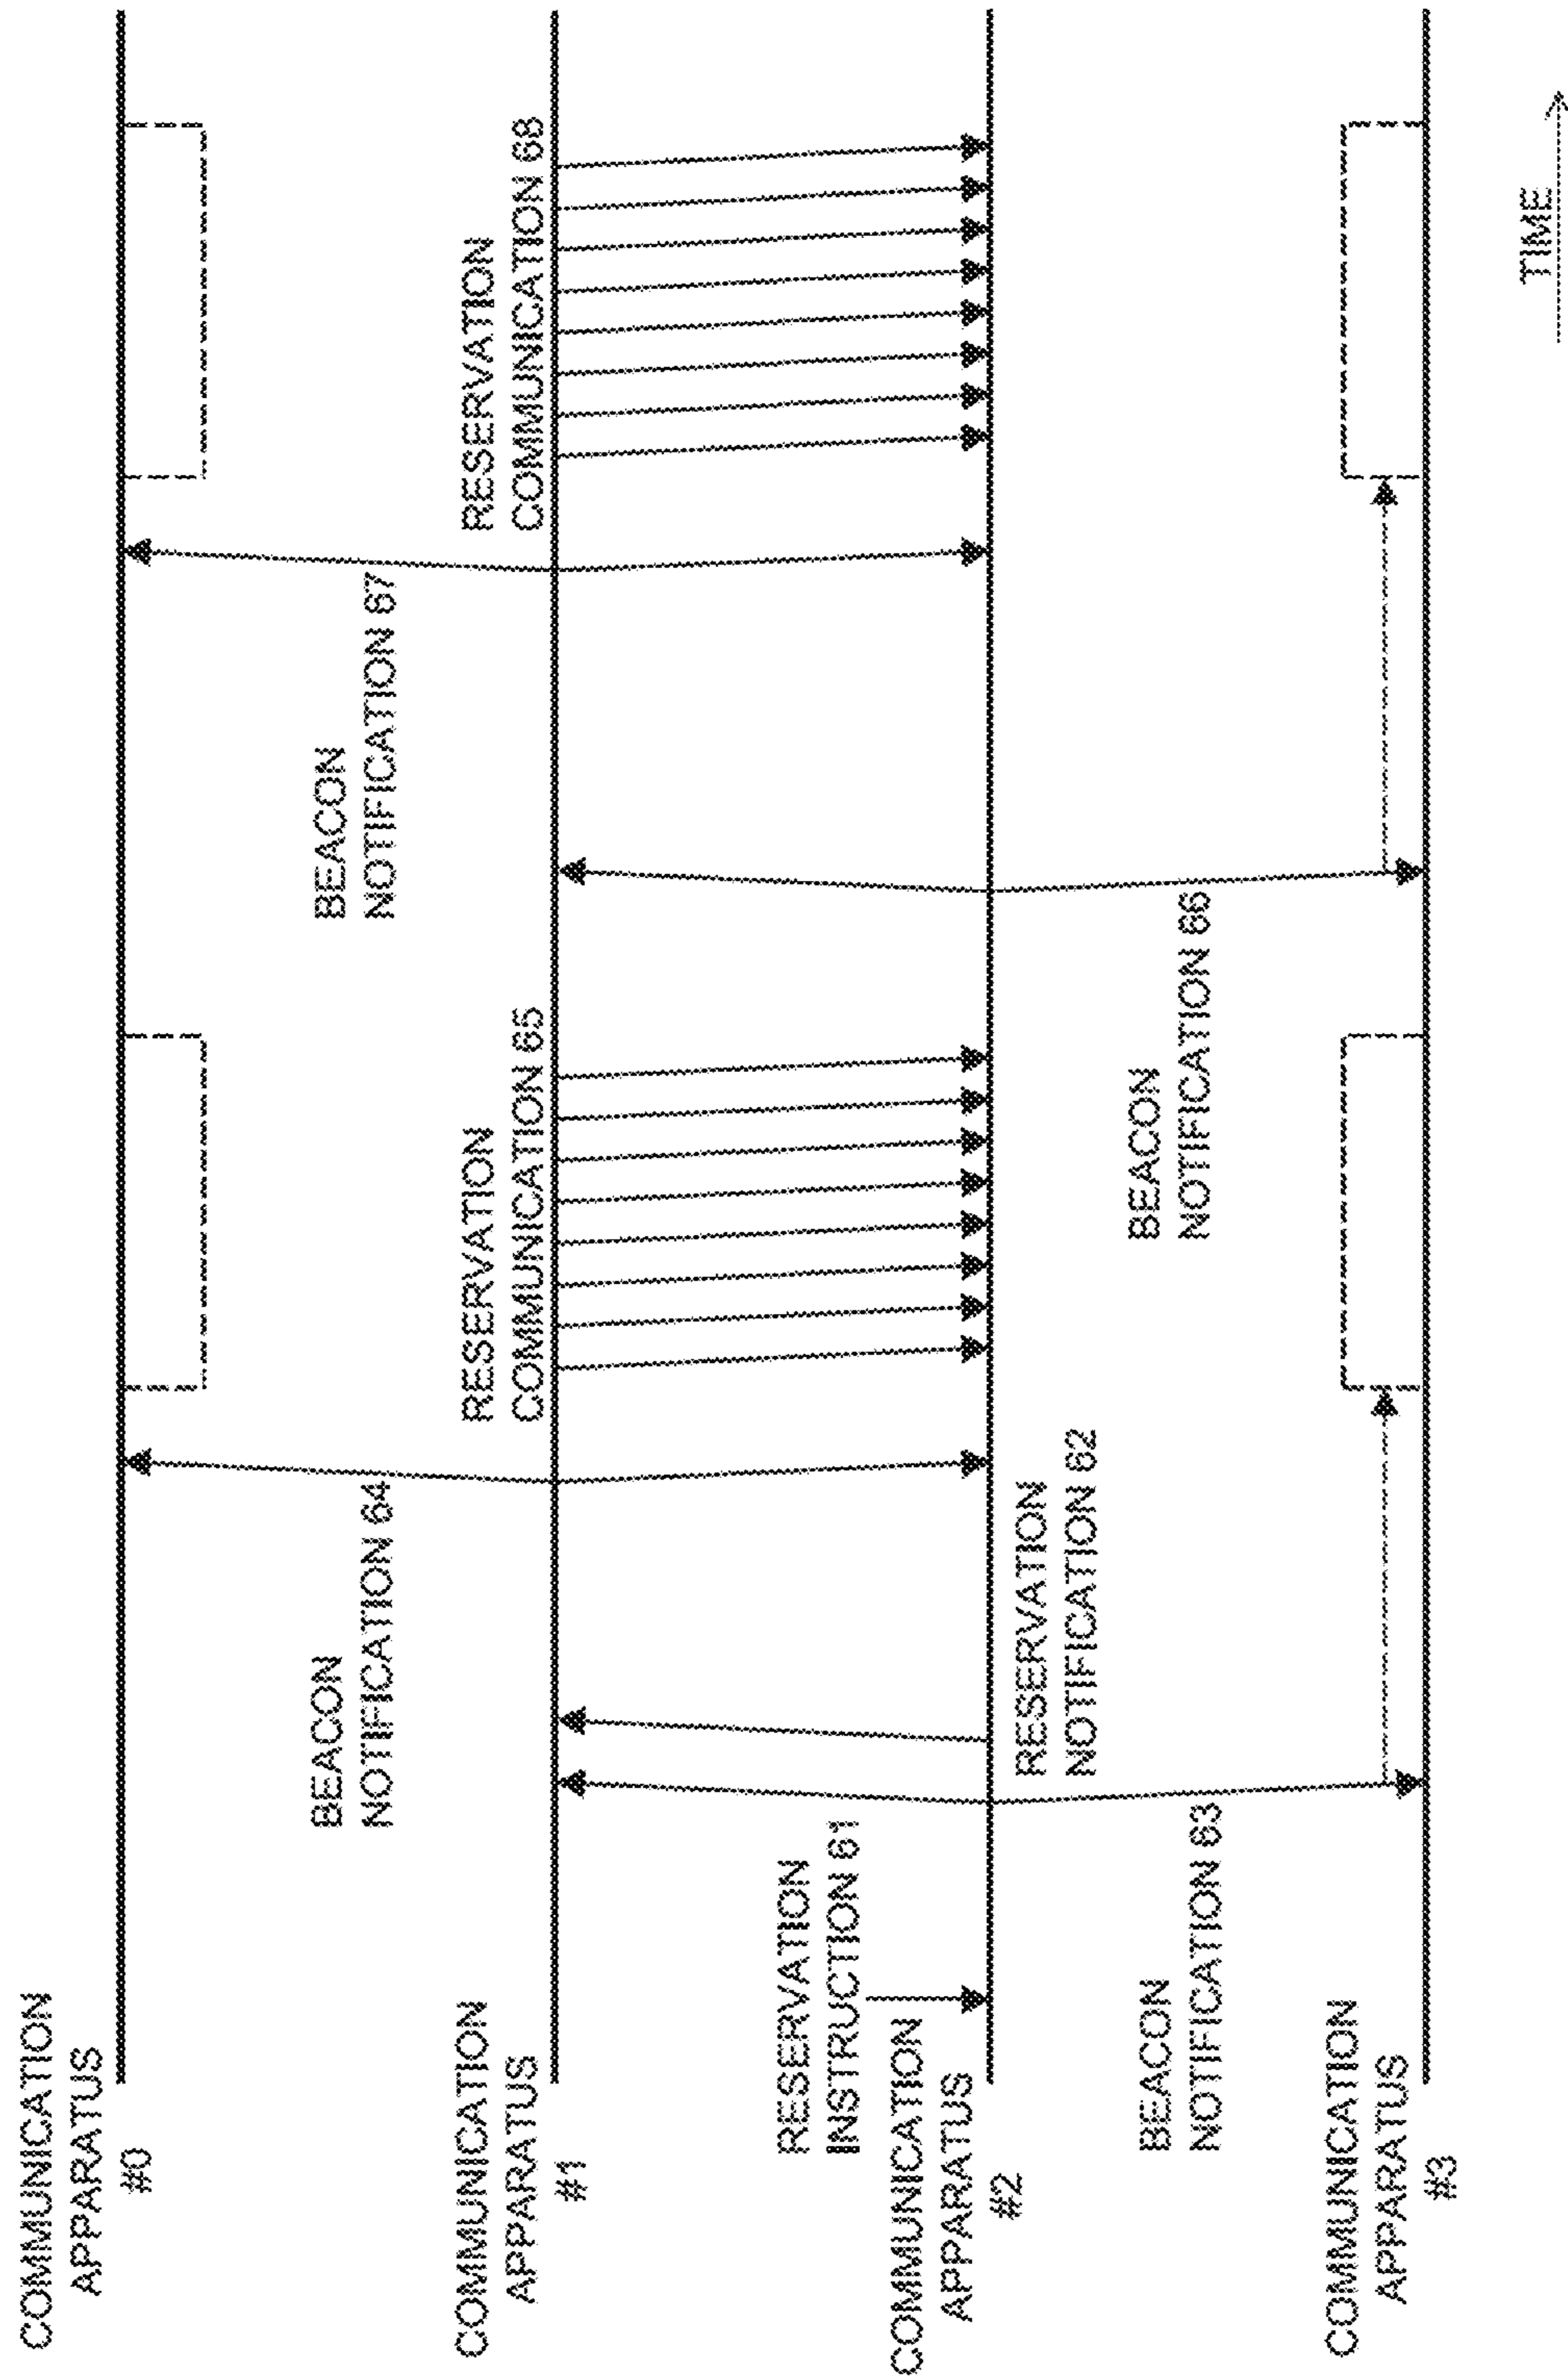 COMMUNICATION
APPARATUS
#0
BEACON
NOTIFICATION 64
BEACON
NOTIFICATION 67
COMMUNICATION
APPARATUS
#1
RESERVATION
COMMUNICATION 65
RESERVATION
COMMUNICATION 68
RESERVATION
INSTRUCTION 61
COMMUNICATION
APPARATUS
#2
RESERVATION
NOTIFICATION 62
BEACON
NOTIFICATION 63
BEACON
NOTIFICATION 66
COMMUNICATION
APPARATUS
#3
TIME